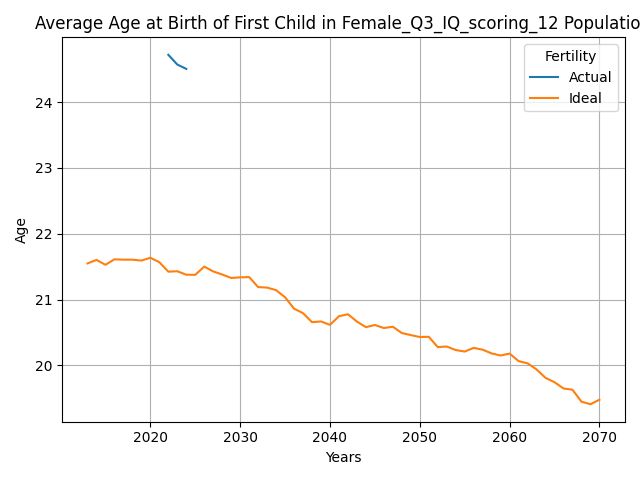 Average Age at Birth of First Child in Female_Q3_IQ_scoring_12 Populatio
Fertility
Actual
Ideal
24
23
22
21
20
Age
2020 2030 2040 2050 2060 2070
Years